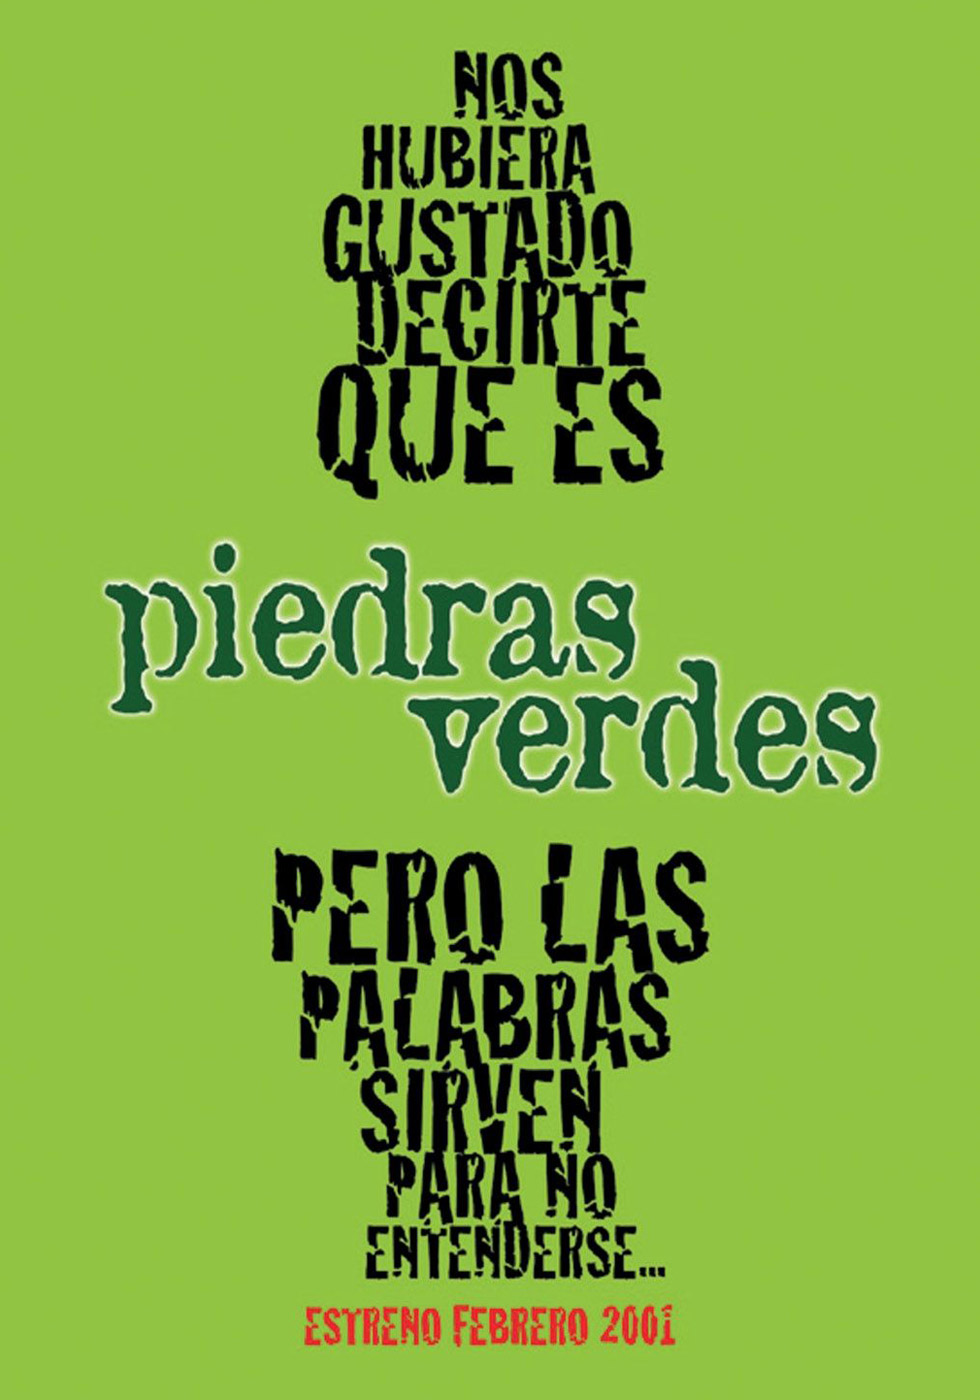 NOS
HUBIERA
GUSTADO
DECIRTE
QUE ES
piedras
verdes
PERO LAS
PALABRAS
SIRVEN
PARA NO
ENTENDERSE...
ESTRENO FEBRERO 2001